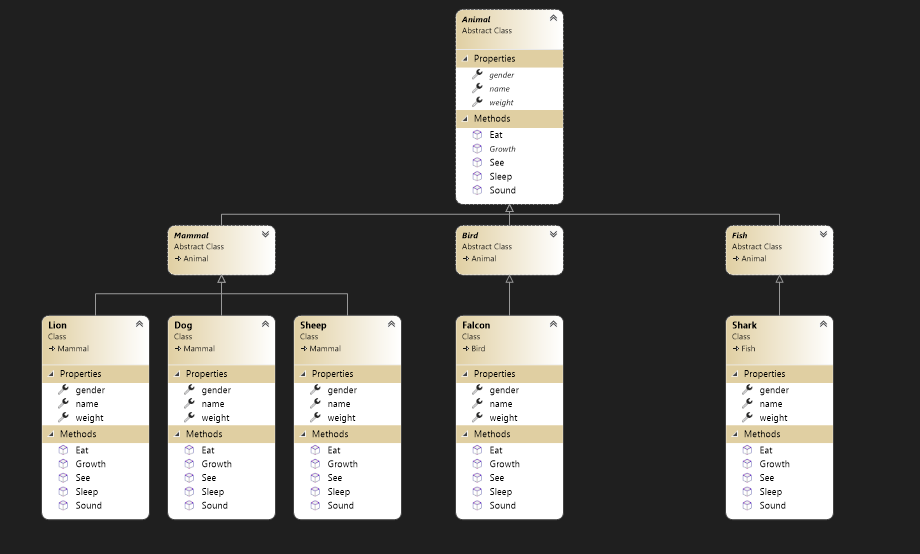 Animal
Abstract Class
Properties
gender
name
weight
Methods
Eat
Growth
See
Sleep
Sound
Mammal
Abstract Class
Animal
Bird
Abstract Class
Animal
Fish
Abstract Class
Animal
Lion
Class
Mammal
Properties
gender
name
weight
Methods
Eat
Growth
See
Sleep
Sound
Dog
Class
Mammal
Properties
gender
name
weight
Methods
Eat
Growth
See
Sleep
Sound
Sheep
Class
Mammal
Properties
gender
name
weight
Methods
Eat
Growth
See
Sleep
Sound
Falcon
Class
Bird
Properties
gender
name
weight
Methods
Eat
Growth
See
Sleep
Sound
Shark
Class
Fish
Properties
gender
name
weight
Methods
Eat
Growth
See
Sleep
Sound